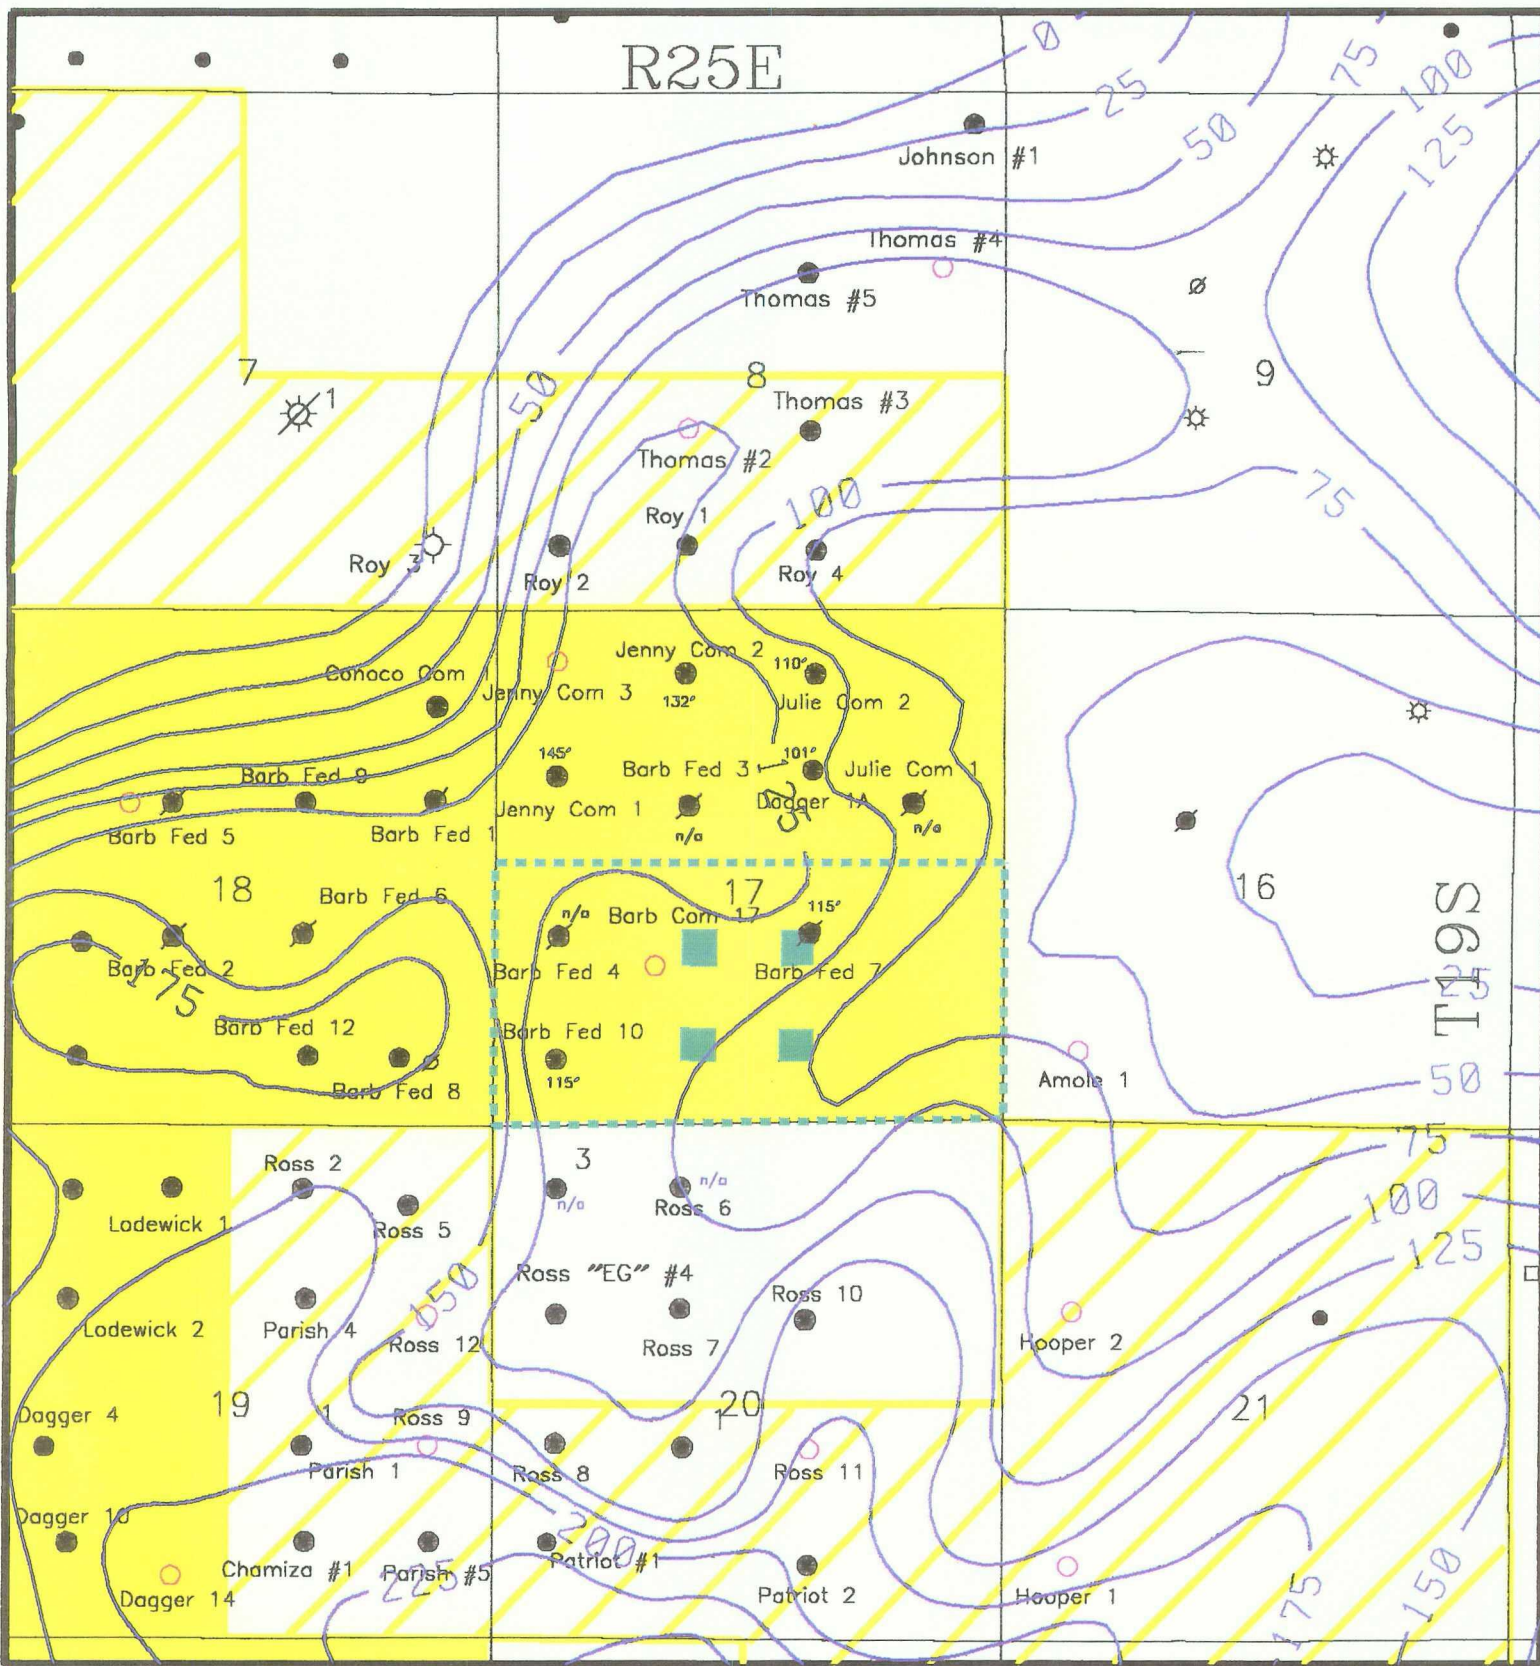 R25E
0
25
50
75
100
125
Johnson #1
Thomas #4
Thomas #5
7
8
9
50
1
Thomas #3
Thomas #2
100
75
Roy 1
Roy 3
Roy 2
Roy 4
Jenny Com 2
110°
Conoco Com 1
Jenny Com 3
132°
Julie Com 2
145°
101°
Barb Fed 9
Barb Fed 3
Julie Com 1
Jenny Com 1
125
Dagger 1A
Barb Fed 5
Barb Fed 1
n/a
n/a
18
17
16
Barb Fed 6
n/a
Barb Com 17
115°
T19S
Barb Fed 2
Barb Fed 4
Barb Fed 7
175
25
Barb Fed 12
Barb Fed 10
Barb Fed 8
115°
Amole 1
50
75
Ross 2
3
n/a
100
Lodewick 1
Ross 5
n/a
Ross 6
125
150
Ross "EG" #4
Ross 10
Lodewick 2
Parish 4
Ross 12
Ross 7
Hooper 2
Dagger 4
19
1
Ross 9
1
20
21
Parish 1
Ross 8
Ross 11
Dagger 10
200
Chamiza #1
Parish #5
Patriot #1
225
Dagger 14
Patriot 2
Hooper 1
175
150